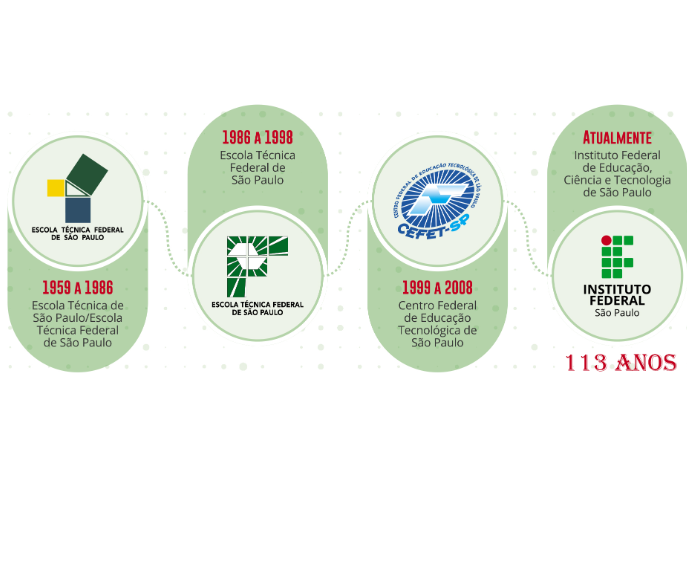 ESCOLA TÉCNICA FEDERAL
DE SÃO PAULO
1959 A 1986
Escola Técnica de
São Paulo/Escola
Técnica Federal
de São Paulo
1986 A 1998
Escola Técnica
Federal de
São Paulo
ESCOLA TÉCNICA FEDERAL
DE SÃO PAULO
CENTRO FEDERAL DE EDUCAÇÃO TECNOLÓGICA DE SÃO PAULO
CEFET-SP
1999 A 2008
Centro Federal
de Educação
Tecnológica de
São Paulo
ATUALMENTE
Instituto Federal
de Educação,
Ciência e Tecnologia
de São Paulo
INSTITUTO
FEDERAL
São Paulo
113 ANOS